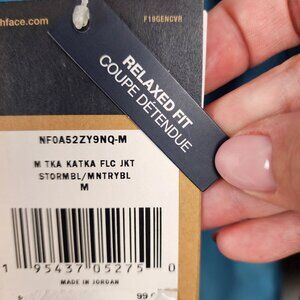 hface.com
F19GENCVR
RELAXED FIT
COUPE DÉTENDUE
NF0A52ZY9NQ-M
M TKA KATKA FLC JKT
STORMBL/MNTRYBL
M
1 95437 05275 0
MADE IN JORDAN
99